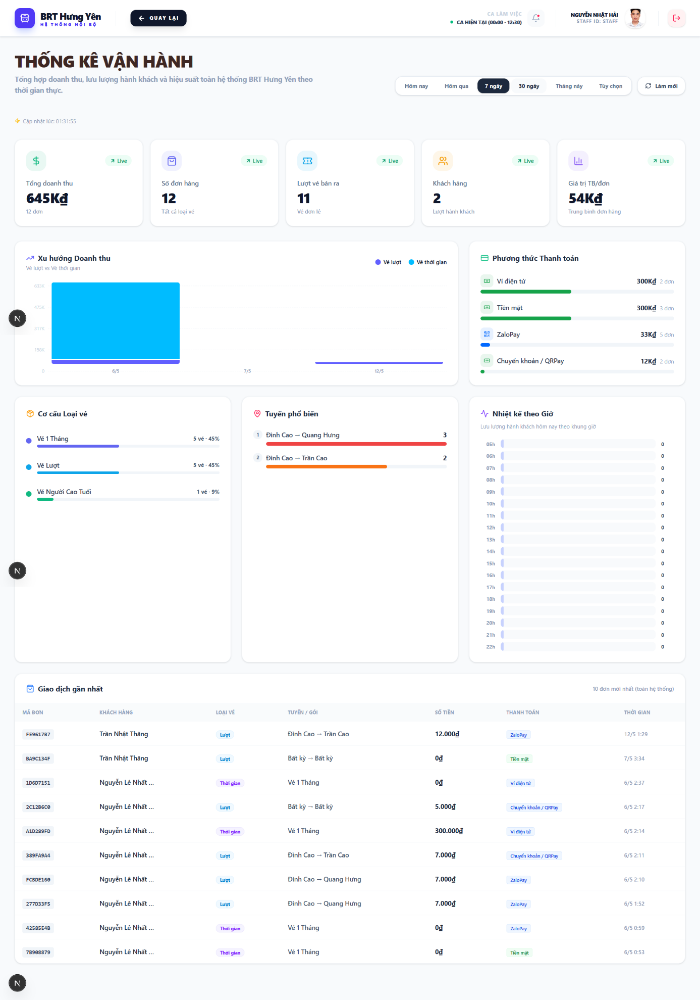 BRT Hưng Yên
HỆ THỐNG NỘI BỘ
QUAY LẠI
CA LÀM VIỆC
CA HIỆN TẠI (00:00 - 12:30)
NGUYỄN NHẬT HẢI
STAFF ID: STAFF
THỐNG KÊ VẬN HÀNH
Tổng hợp doanh thu, lưu lượng hành khách và hiệu suất toàn hệ thống BRT Hưng Yên theo
thời gian thực.
Hôm nay Hôm qua 7 ngày 30 ngày Tháng này Tùy chọn Làm mới
Cập nhật lúc: 01:31:55
Live Live Live Live Live
Tổng doanh thu Số đơn hàng Lượt vé bán ra Khách hàng Giá trị TB/đơn
645K₫ 12 11 2 54K₫
12 đơn Tất cả loại vé Vé đơn lẻ Lượt hành khách Trung bình đơn hàng
Xu hướng Doanh thu
Vé lượt vs Vé thời gian
Vé lượt Vé thời gian
633K
475K
317K
158K
0
6/5 7/5 12/5
Phương thức Thanh toán
Ví điện tử 300K₫ 2 đơn
Tiền mặt 300K₫ 3 đơn
ZaloPay 33K₫ 5 đơn
Chuyển khoản / QRPay 12K₫ 2 đơn
Cơ cấu Loại vé
Vé 1 Tháng 5 vé · 45%
Vé Lượt 5 vé · 45%
Vé Người Cao Tuổi 1 vé · 9%
Tuyến phổ biến
1 Đình Cao → Quang Hưng 3
2 Đình Cao → Trần Cao 2
Nhiệt kế theo Giờ
Lưu lượng hành khách hôm nay theo khung giờ
05h 0
06h 0
07h 0
08h 0
09h 0
10h 0
11h 0
12h 0
13h 0
14h 0
15h 0
16h 0
17h 0
18h 0
19h 0
20h 0
21h 0
22h 0
N
N
Giao dịch gần nhất
10 đơn mới nhất (toàn hệ thống)
MÃ ĐƠN KHÁCH HÀNG LOẠI VÉ TUYẾN / GÓI SỐ TIỀN THANH TOÁN THỜI GIAN
FE9617B7 Trần Nhật Thăng Lượt Đình Cao → Trần Cao 12.000₫ ZaloPay 12/5 1:29
BA9C134F Trần Nhật Thăng Lượt Bất kỳ → Bất kỳ 0₫ Tiền mặt 7/5 3:34
1D6D7151 Nguyễn Lê Nhất ... Thời gian Vé 1 Tháng 0₫ Ví điện tử 6/5 2:37
2C12B6C0 Nguyễn Lê Nhất ... Lượt Bất kỳ → Bất kỳ 5.000₫ Chuyển khoản / QRPay 6/5 2:17
A1D289FD Nguyễn Lê Nhất ... Thời gian Vé 1 Tháng 300.000₫ Ví điện tử 6/5 2:14
389FA9A4 Nguyễn Lê Nhất ... Lượt Đình Cao → Trần Cao 7.000₫ Chuyển khoản / QRPay 6/5 2:11
FCBDE160 Nguyễn Lê Nhất ... Lượt Đình Cao → Quang Hưng 7.000₫ ZaloPay 6/5 2:10
277D33F5 Nguyễn Lê Nhất ... Lượt Đình Cao → Quang Hưng 7.000₫ ZaloPay 6/5 1:52
42585E4B Nguyễn Lê Nhất ... Thời gian Vé 1 Tháng 0₫ ZaloPay 6/5 0:59
7B908879 Nguyễn Lê Nhất ... Thời gian Vé 1 Tháng 0₫ Tiền mặt 6/5 0:53
N